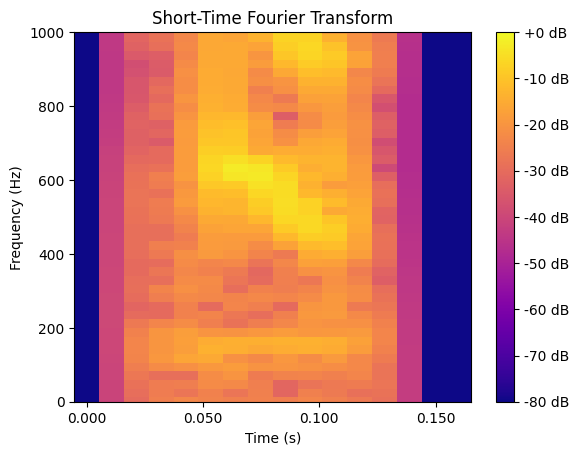 Short-Time Fourier Transform
1000
800
600
400
200
0
Frequency (Hz)
0.000
0.050
0.100
0.150
Time (s)
+0 dB
-10 dB
-20 dB
-30 dB
-40 dB
-50 dB
-60 dB
-70 dB
-80 dB